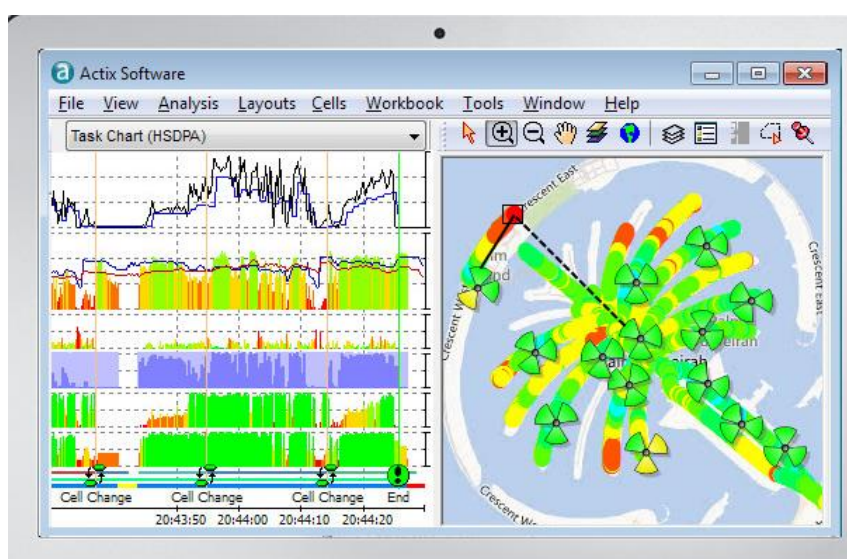 a Actix Software
File View Analysis Layouts Cells Workbook Tools Window Help
Task Chart (HSDPA)
Crescent East
Crescent East
Crescent
Crescent
Cell Change Cell Change Cell Change End
20:43:50 20:44:00 20:44:10 20:44:20